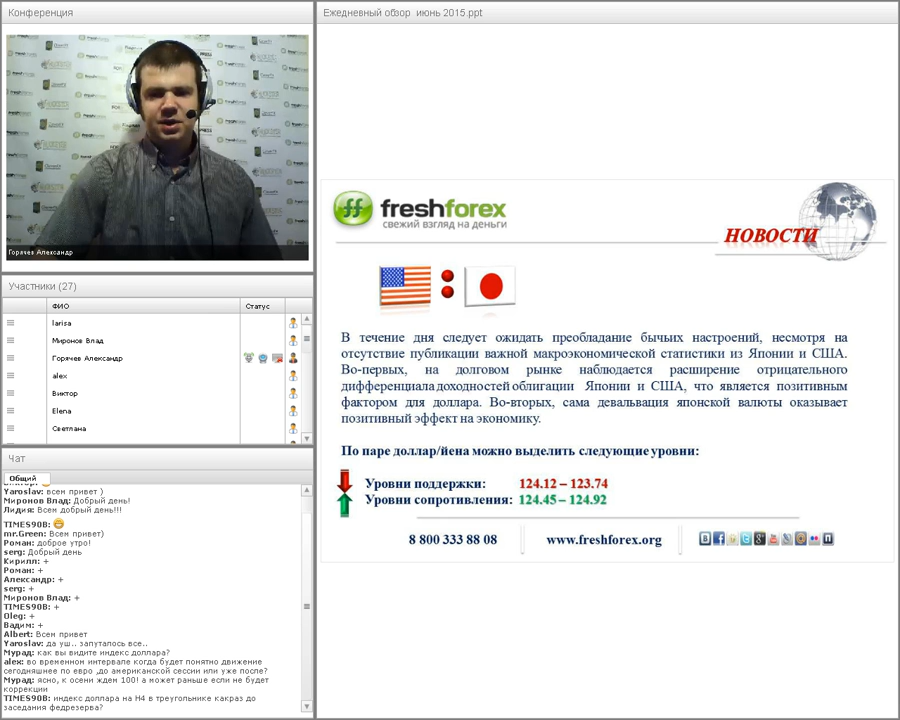 Конференция
Горячев Александр
Участники (27)
ФИО
Статус
larisa
Миронов Влад
Горячев Александр
alex
Виктор
Elena
Светлана
Чат
Общий
Yaroslav: всем привет )
Миронов Влад: Добрый день!
Лидия: Всем добрый день!!!
TIMES90B:
mr.Green: Всем привет)
Роман: доброе утро!
serg: Добрый день
Кирилл: +
Роман: +
Александр: +
serg: +
Миронов Влад: +
TIMES90B: +
Oleg: +
Вадим: +
Albert: Всем привет
Yaroslav: да уш.. запуталось все..
Мурад: как вы видите индекс доллара?
alex: во временном интервале когда будет понятно движение
сегодняшнее по евро ,до американской сессии или уже после?
Мурад: ясно, к осени ждем 100! а может раньше если не будет
коррекции
TIMES90B: индекс доллара на H4 в треугольнике какраз до
заседания федрезерва?
Ежедневный обзор июнь 2015.ppt
freshforex
свежий взгляд на деньги
НОВОСТИ
В течение дня следует ожидать преобладание бычьих настроений, несмотря на
отсутствие публикации важной макроэкономической статистики из Японии и США.
Во-первых, на долговом рынке наблюдается расширение отрицательного
дифференциала доходностей облигации Японии и США, что является позитивным
фактором для доллара. Во-вторых, сама девальвация японской валюты оказывает
позитивный эффект на экономику.
По паре доллар/йена можно выделить следующие уровни:
Уровни поддержки: 124.12 – 123.74
Уровни сопротивления: 124.45 – 124.92
8 800 333 88 08
www.freshforex.org